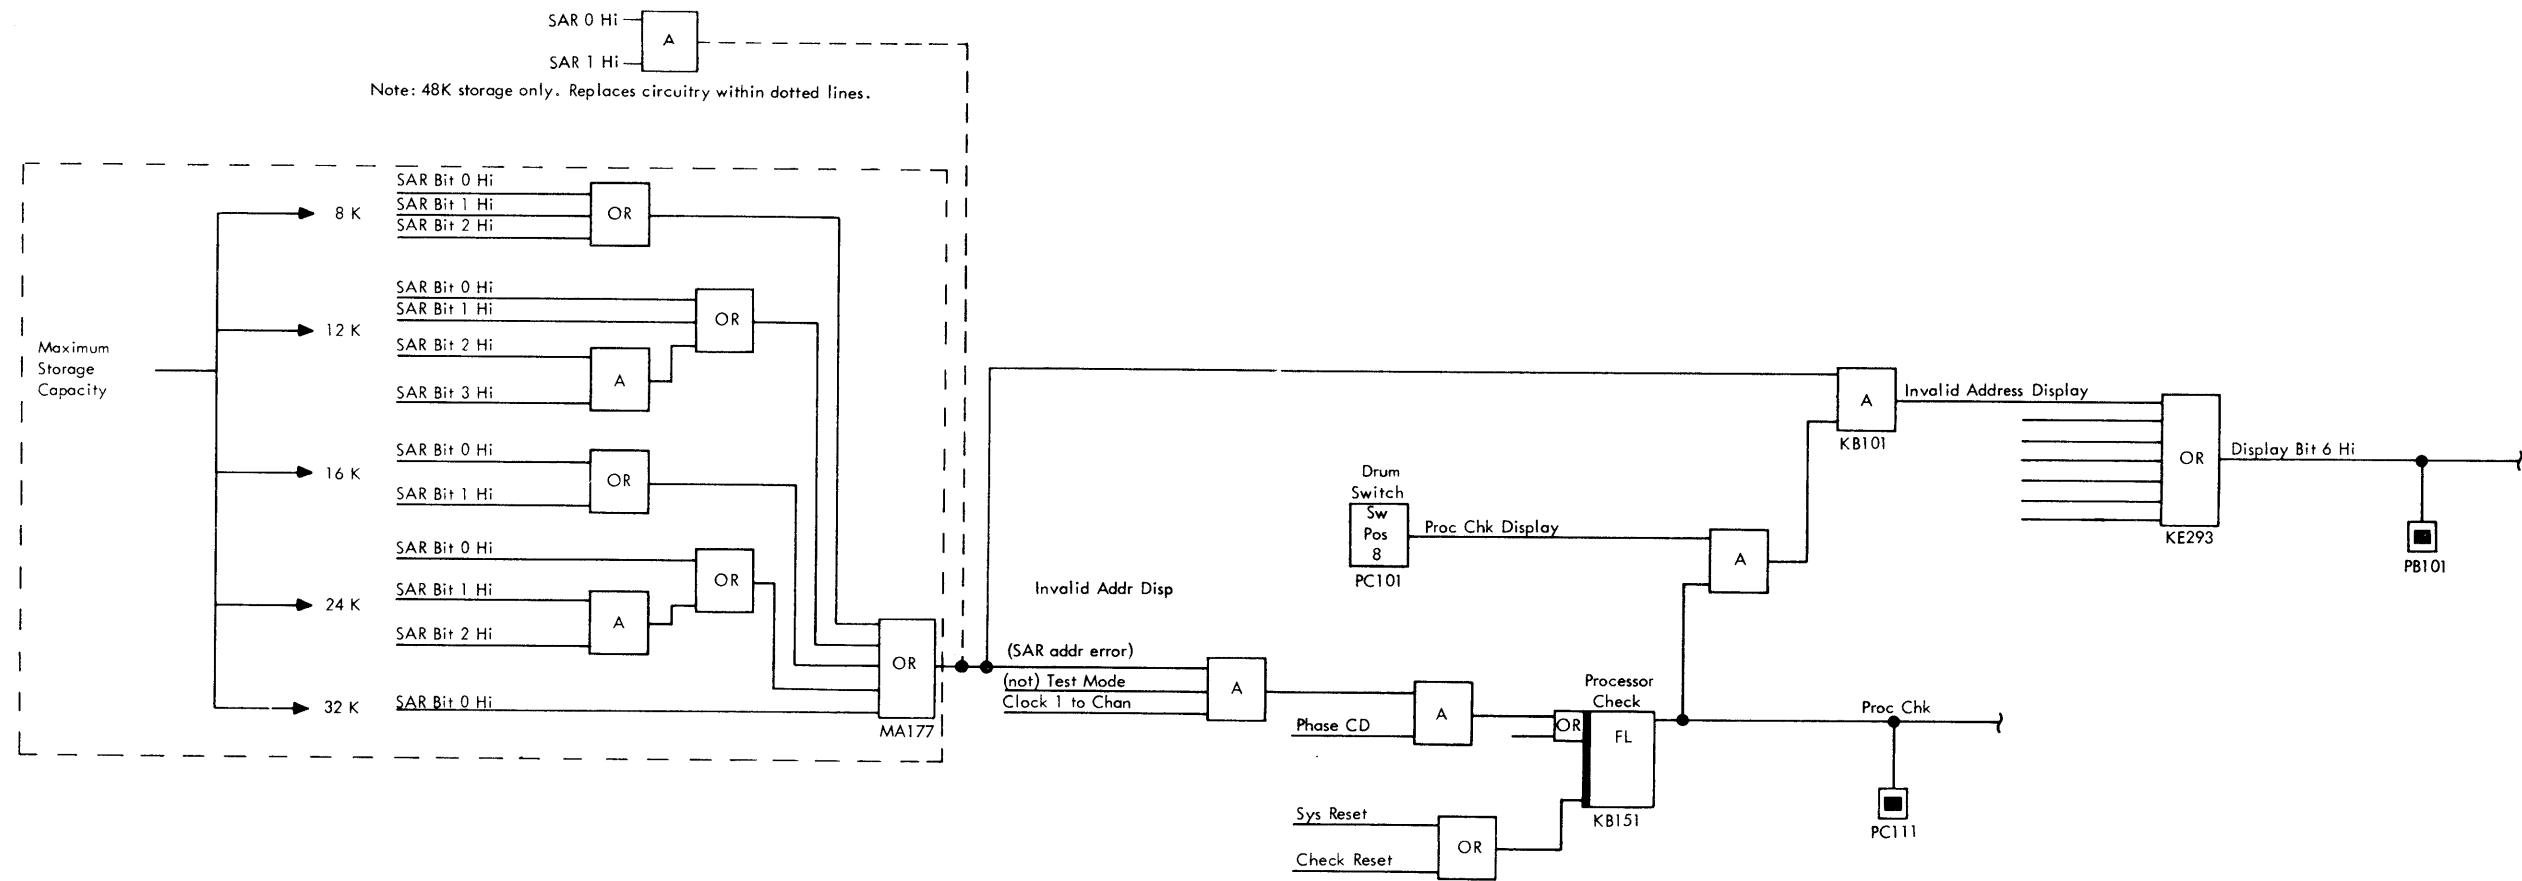 SAR 0 Hi
A
SAR 1 Hi
Note: 48K storage only. Replaces circuitry within dotted lines.
Maximum
Storage
Capacity
8 K
SAR Bit 0 Hi
SAR Bit 1 Hi
SAR Bit 2 Hi
OR
12 K
SAR Bit 0 Hi
SAR Bit 1 Hi
OR
SAR Bit 2 Hi
SAR Bit 3 Hi
A
16 K
SAR Bit 0 Hi
SAR Bit 1 Hi
OR
24 K
SAR Bit 0 Hi
OR
SAR Bit 1 Hi
SAR Bit 2 Hi
A
32 K
SAR Bit 0 Hi
OR
MA177
Invalid Addr Disp
(SAR addr error)
(not) Test Mode
Clock 1 to Chan
A
Phase CD
A
Sys Reset
Check Reset
OR
Processor
Check
OR
FL
KB151
Drum
Switch
Sw
Pos
8
PC101
Proc Chk Display
A
A
KB101
Invalid Address Display
OR
KE293
Display Bit 6 Hi
PB101
Proc Chk
PC111